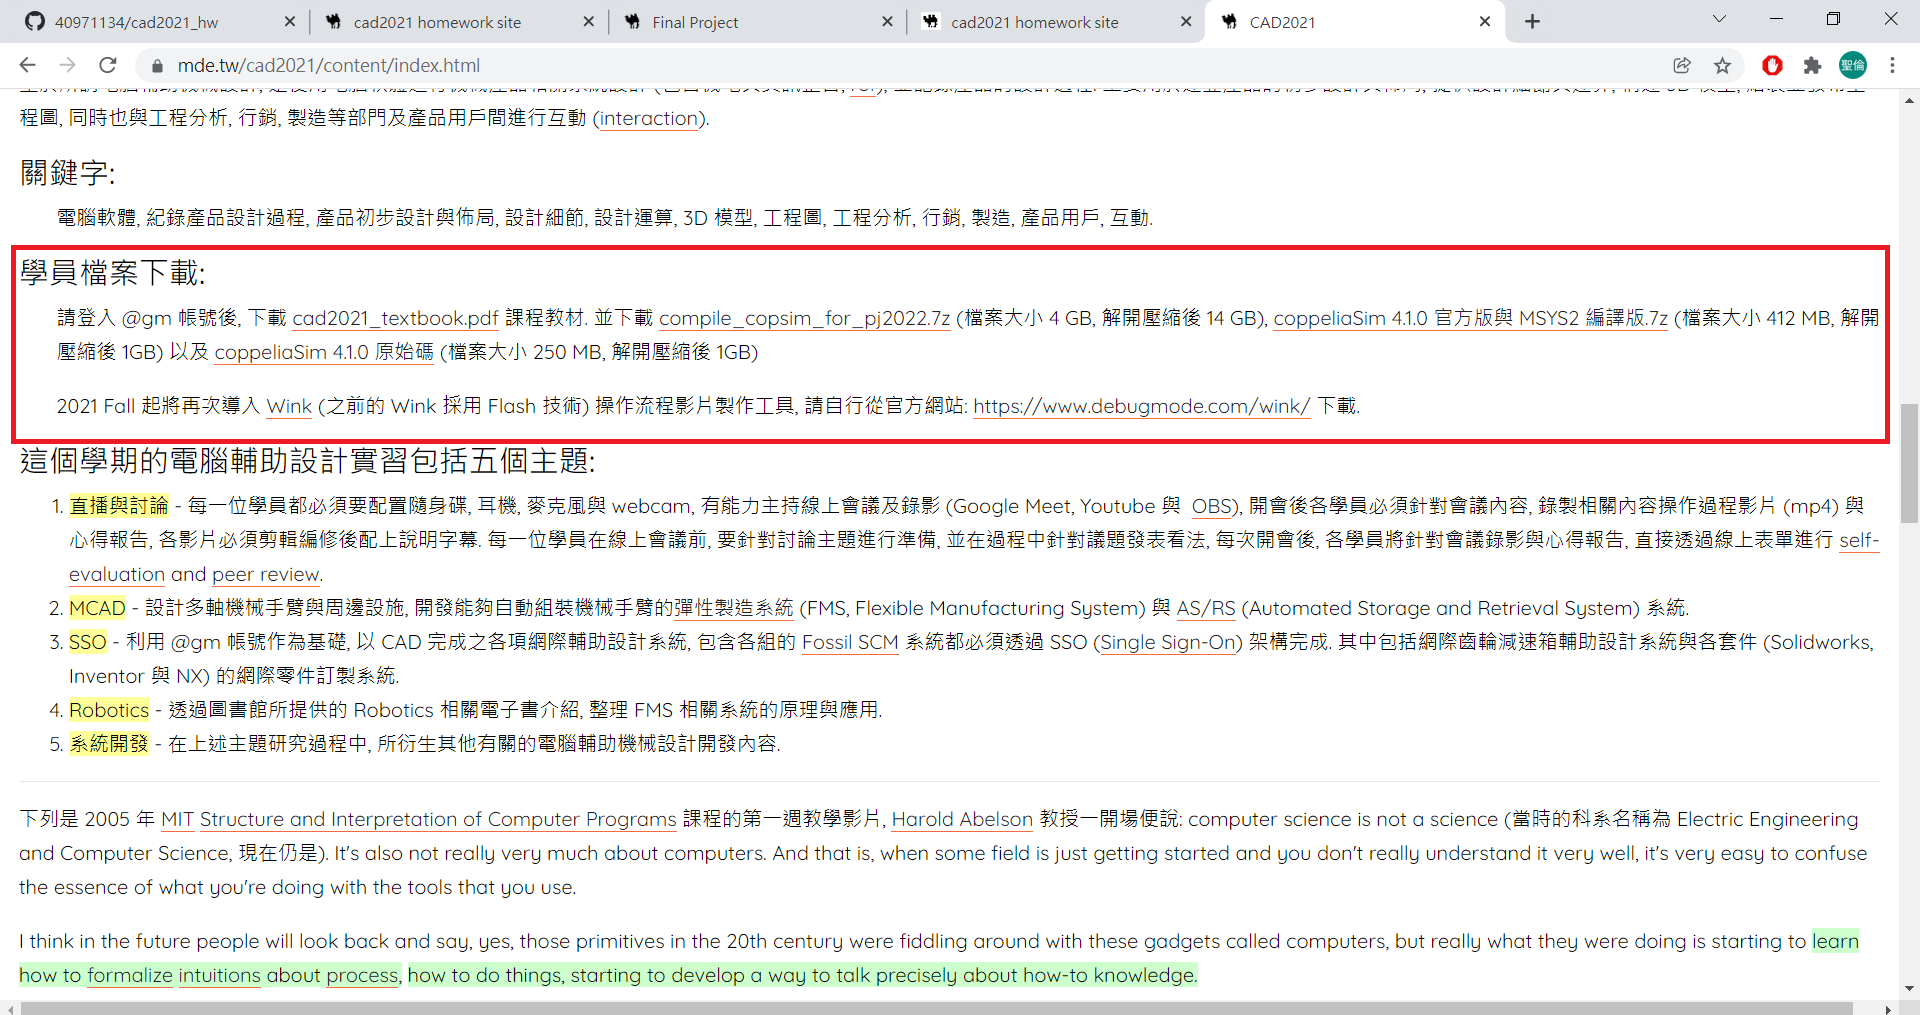 40971134/cad2021_hw
cad2021 homework site
Final Project
cad2021 homework site
CAD2021
mde.tw/cad2021/content/index.html
聖倫
程圖, 同時也與工程分析, 行銷, 製造等部門及產品用戶間進行互動 (interaction).
關鍵字:
電腦軟體, 紀錄產品設計過程, 產品初步設計與佈局, 設計細節, 設計運算, 3D 模型, 工程圖, 工程分析, 行銷, 製造, 產品用戶, 互動.
學員檔案下載:
請登入 @gm 帳號後, 下載 cad2021_textbook.pdf 課程教材. 並下載 compile_copsim_for_pj2022.7z (檔案大小 4 GB, 解開壓縮後 14 GB), coppeliaSim 4.1.0 官方版與 MSYS2 編譯版.7z (檔案大小 412 MB, 解開
壓縮後 1GB) 以及 coppeliaSim 4.1.0 原始碼 (檔案大小 250 MB, 解開壓縮後 1GB)
2021 Fall 起將再次導入 Wink (之前的 Wink 採用 Flash 技術) 操作流程影片製作工具, 請自行從官方網站: https://www.debugmode.com/wink/ 下載.
這個學期的電腦輔助設計實習包括五個主題:
1. 直播與討論 - 每一位學員都必須要配置隨身碟, 耳機, 麥克風與 webcam, 有能力主持線上會議及錄影 (Google Meet, Youtube 與 OBS), 開會後各學員必須針對會議內容, 錄製相關內容操作過程影片 (mp4) 與
心得報告, 各影片必須剪輯編修後配上說明字幕. 每一位學員在線上會議前, 要針對討論主題進行準備, 並在過程中針對議題發表看法, 每次開會後, 各學員將針對會議錄影與心得報告, 直接透過線上表單進行 self-
evaluation and peer review.
2. MCAD - 設計多軸機械手臂與周邊設施, 開發能夠自動組裝機械手臂的彈性製造系統 (FMS, Flexible Manufacturing System) 與 AS/RS (Automated Storage and Retrieval System) 系統.
3. SSO - 利用 @gm 帳號作為基礎, 以 CAD 完成之各項網際輔助設計系統, 包含各組的 Fossil SCM 系統都必須透過 SSO (Single Sign-On) 架構完成. 其中包括網際齒輪減速箱輔助設計系統與各套件 (Solidworks,
Inventor 與 NX) 的網際零件訂製系統.
4. Robotics - 透過圖書館所提供的 Robotics 相關電子書介紹, 整理 FMS 相關系統的原理與應用.
5. 系統開發 - 在上述主題研究過程中, 所衍生其他有關的電腦輔助機械設計開發內容.
下列是 2005 年 MIT Structure and Interpretation of Computer Programs 課程的第一週教學影片, Harold Abelson 教授一開場便說: computer science is not a science (當時的科系名稱為 Electric Engineering
and Computer Science, 現在仍是). It's also not really very much about computers. And that is, when some field is just getting started and you don't really understand it very well, it's very easy to confuse
the essence of what you're doing with the tools that you use.
I think in the future people will look back and say, yes, those primitives in the 20th century were fiddling around with these gadgets called computers, but really what they were doing is starting to learn
how to formalize intuitions about process, how to do things, starting to develop a way to talk precisely about how-to knowledge.